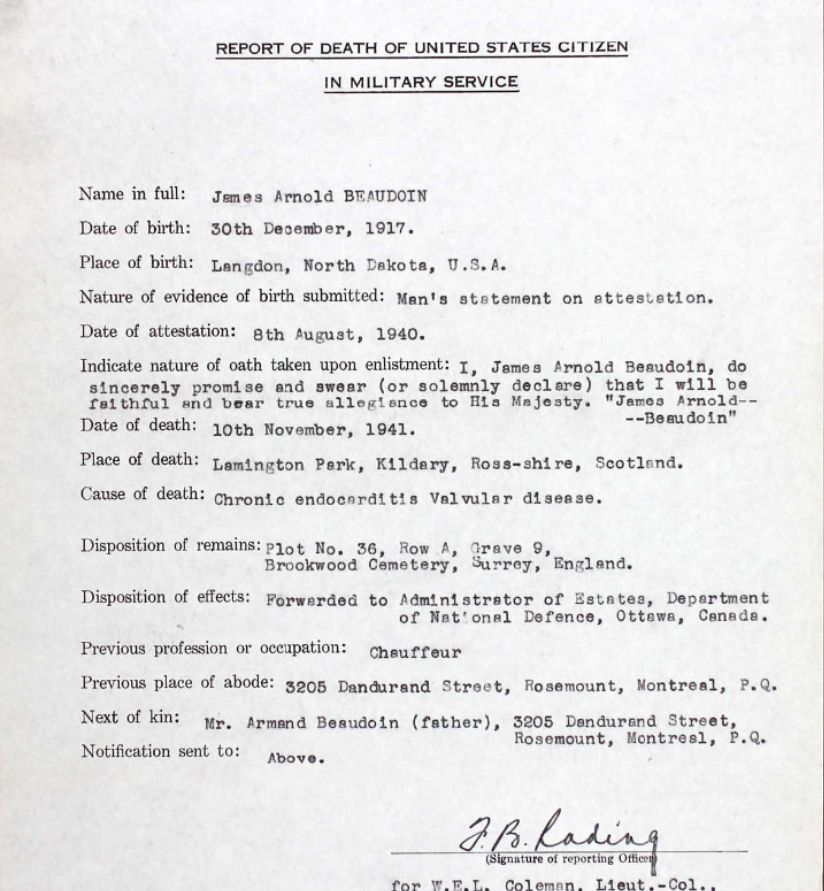 REPORT OF DEATH OF UNITED STATES CITIZEN
IN MILITARY SERVICE
Name in full: James Arnold BEAUDOIN
Date of birth: 30th December, 1917.
Place of birth: Langdon, North Dakota, U.S.A.
Nature of evidence of birth submitted: Man's statement on attestation.
Date of attestation: 8th August, 1940.
Indicate nature of oath taken upon enlistment: I, James Arnold Beaudoin, do
sincerely promise and swear (or solemnly declare) that I will be
faithful and bear true allegiance to His Majesty. "James Arnold--
--Beaudoin"
Date of death: 10th November, 1941.
Place of death: Lamington Park, Kildary, Ross-shire, Scotland.
Cause of death: Chronic endocarditis Valvular disease.
Disposition of remains: Plot No. 36, Row A, Grave 9,
Brookwood Cemetery, Surrey, England.
Disposition of effects: Forwarded to Administrator of Estates, Department
of National Defence, Ottawa, Canada.
Previous profession or occupation: Chauffeur
Previous place of abode: 3205 Dandurand Street, Rosemount, Montreal, P.Q.
Next of kin: Mr. Armand Beaudoin (father), 3205 Dandurand Street,
Rosemount, Montreal, P.Q.
Notification sent to: Above.
F.B. Rading
(Signature of reporting Officer)
for W.E.L. Coleman, Lieut.-Col.,